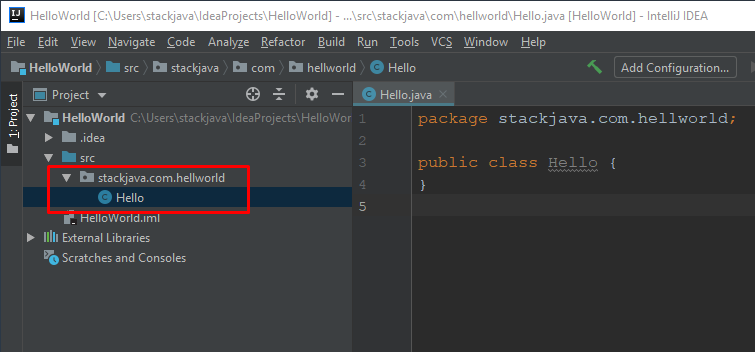 IJ HelloWorld [C:\Users\stackjava\IdeaProjects\HelloWorld] - ...\src\stackjava\com\hellworld\Hello.java [HelloWorld] - IntelliJ IDEA
File Edit View Navigate Code Analyze Refactor Build Run Tools VCS Window Help
HelloWorld src stackjava com hellworld C Hello Add Configuration...
1: Project
Project
C Hello.java
HelloWorld C:\Users\stackjava\IdeaProjects\HelloWor
.idea
src
stackjava.com.hellworld
C Hello
HelloWorld.iml
External Libraries
Scratches and Consoles
1 package stackjava.com.hellworld;
2
3 public class Hello {
4 }
5